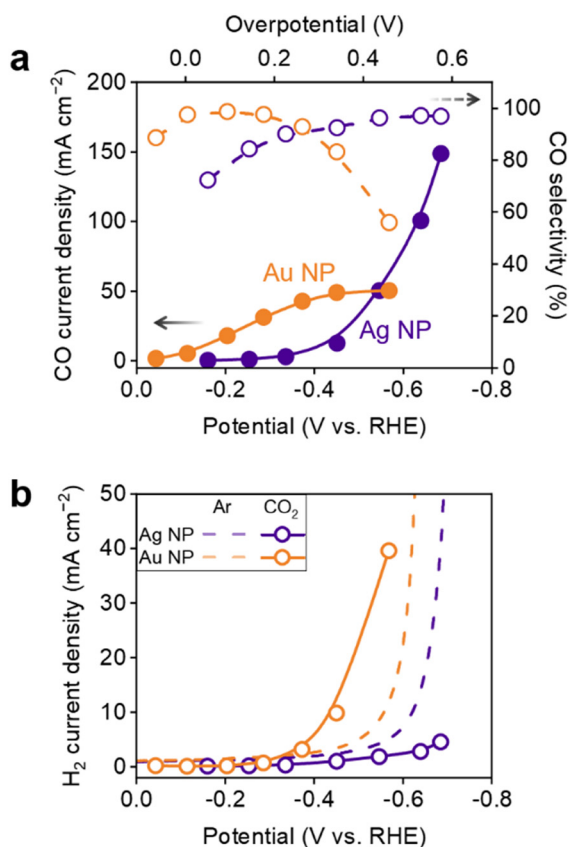 Overpotential (V)
0.0 0.2 0.4 0.6
a
200
150
100
50
0
CO current density (mA cm⁻²)
100
80
60
40
20
0
CO selectivity (%)
Au NP
Ag NP
0.0 -0.2 -0.4 -0.6 -0.8
Potential (V vs. RHE)
b
50
40
30
20
10
0
H₂ current density (mA cm⁻²)
Ar CO₂
Ag NP
Au NP
0.0 -0.2 -0.4 -0.6 -0.8
Potential (V vs. RHE)